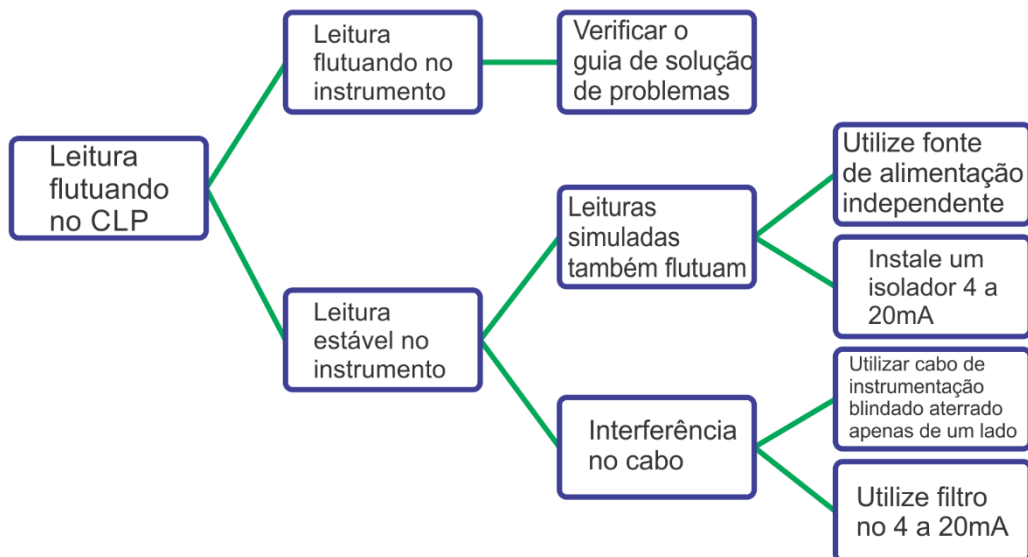 Leitura
flutuando
no CLP
Leitura
flutuando no
instrumento
Verificar o
guia de solução
de problemas
Leitura
estável no
instrumento
Leituras
simuladas
também flutuam
Utilize fonte
de alimentação
independente
Instale um
isolador 4 a
20mA
Interferência
no cabo
Utilizar cabo de
instrumentação
blindado aterrado
apenas de um lado
Utilize filtro
no 4 a 20mA